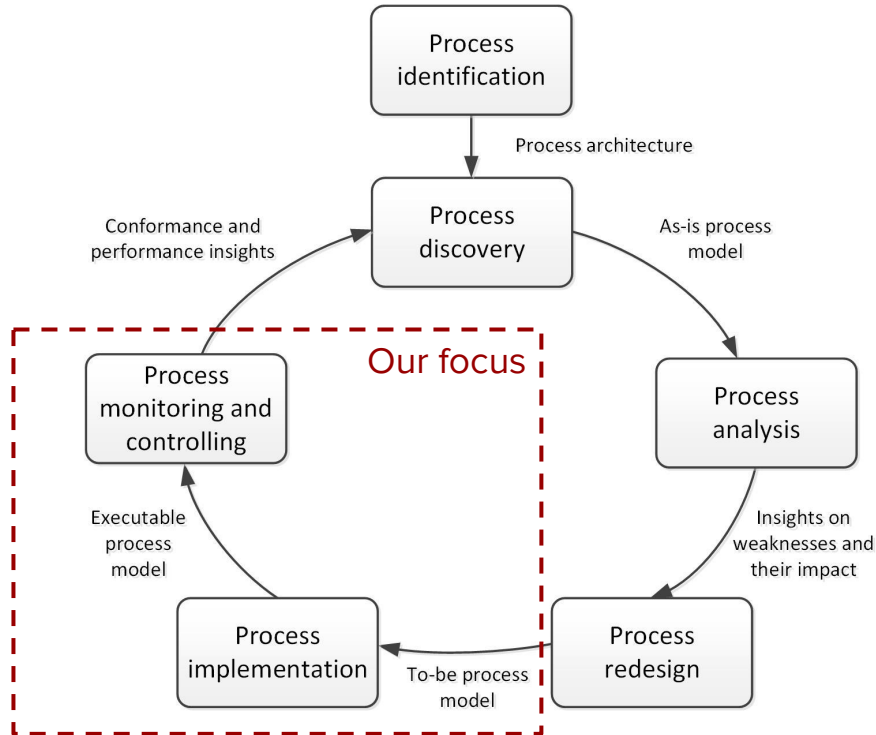 Process
identification
Process architecture
Process
discovery
Conformance and
performance insights
As-is process
model
Our focus
Process
monitoring and
controlling
Process
analysis
Executable
process
model
Insights on
weaknesses and
their impact
Process
implementation
To-be process
model
Process
redesign